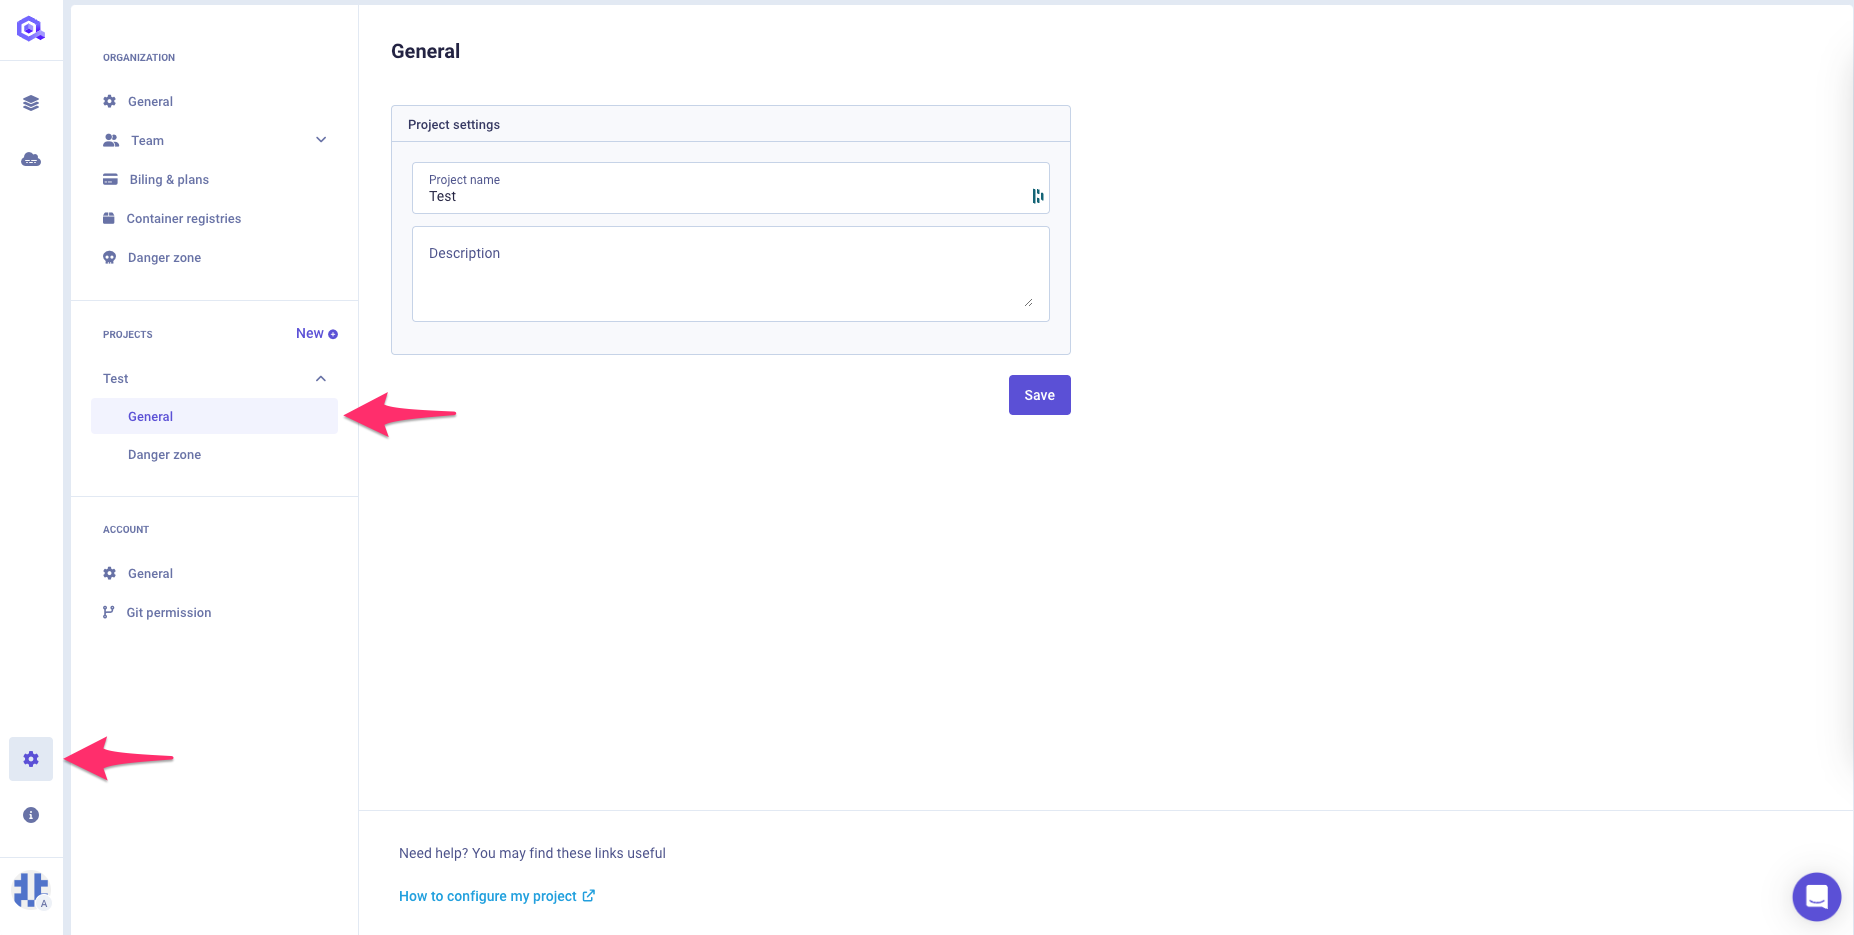 ORGANIZATION
General
Team
Biling & plans
Container registries
Danger zone
PROJECTS
New
Test
General
Danger zone
ACCOUNT
General
Git permission
A
General
Project settings
Project name
Test
Description
Save
Need help? You may find these links useful
How to configure my project